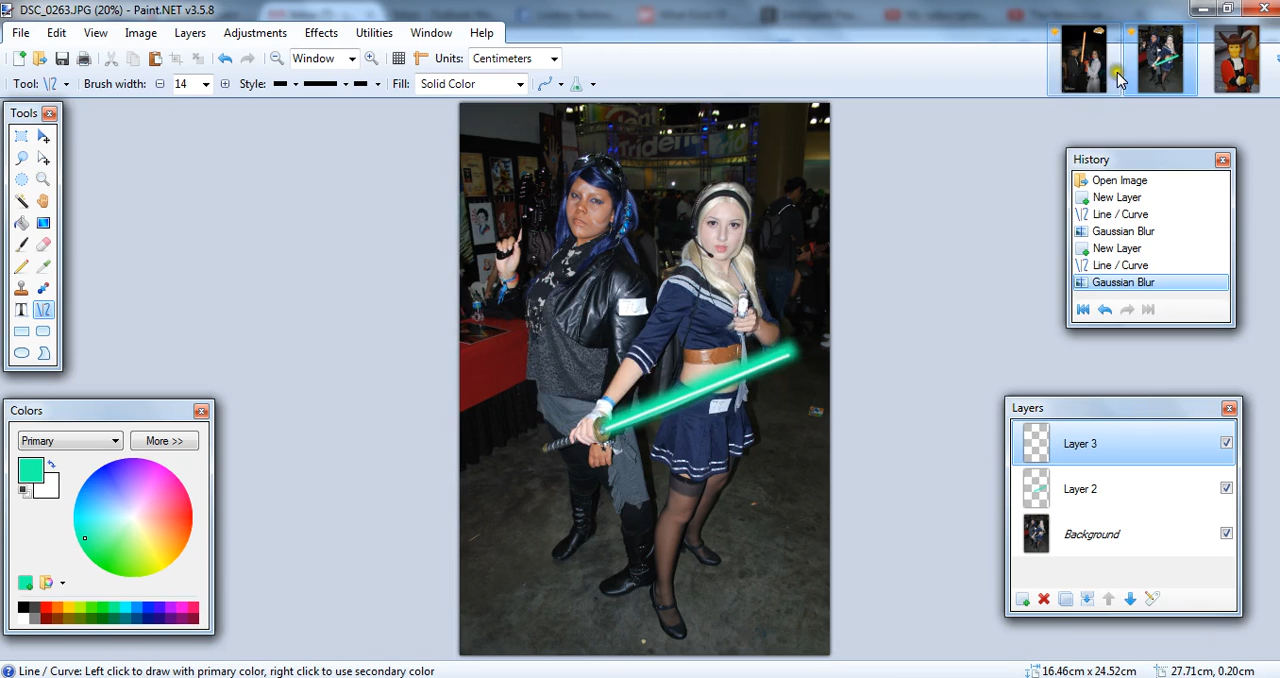 DSC_0263.JPG (20%) - Paint.NET v3.5.8
File Edit View Image Layers Adjustments Effects Utilities Window Help
Window Units: Centimeters
Tool: Brush width: 14 Style: Fill: Solid Color
Tools
History
Open Image
New Layer
Line / Curve
Gaussian Blur
New Layer
Line / Curve
Gaussian Blur
Trident
Colors
Primary More >>
Layers
Layer 3
Layer 2
Background
Line / Curve: Left click to draw with primary color, right click to use secondary color
16.46cm x 24.52cm 27.71cm, 0.20cm